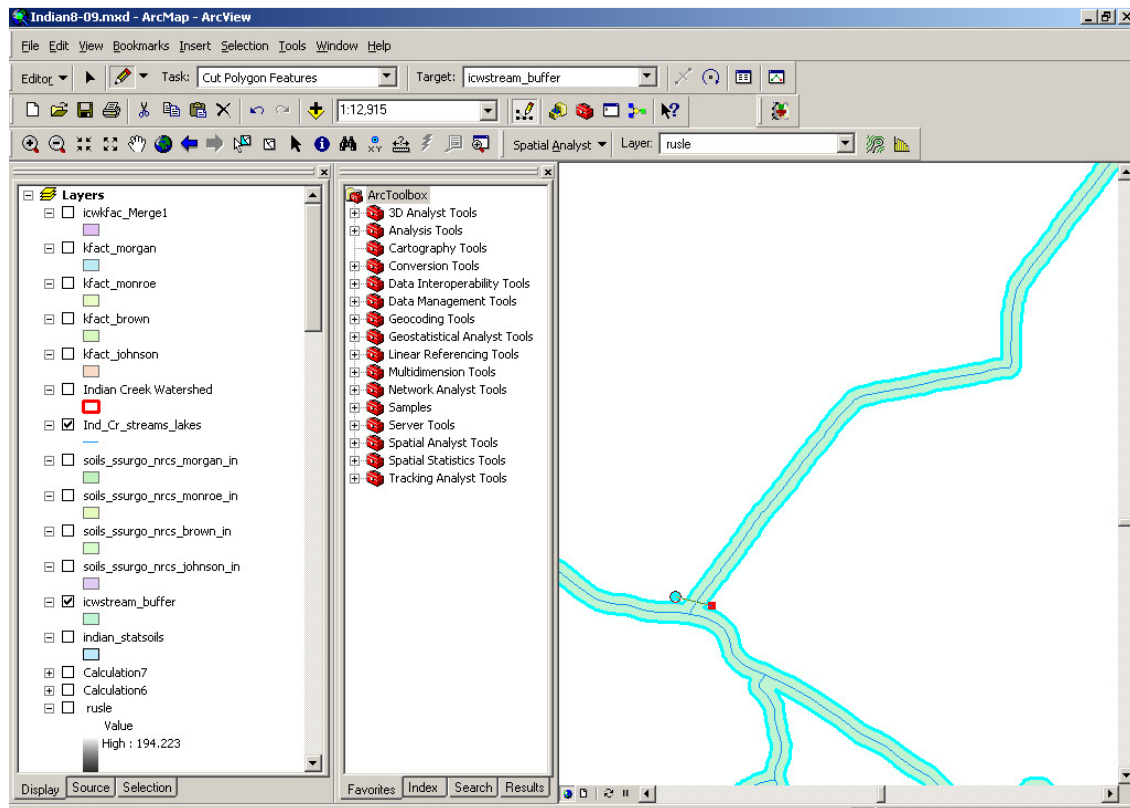 Indian8-09.mxd - ArcMap - ArcView
File Edit View Bookmarks Insert Selection Tools Window Help
Editor Task: Cut Polygon Features Target: icwstream_buffer
1:12,915
Spatial Analyst Layer: rusle
Layers
icwkfac_Merge1
kfact_morgan
kfact_monroe
kfact_brown
kfact_johnson
Indian Creek Watershed
Ind_Cr_streams_lakes
soils_ssurgo_nrcs_morgan_in
soils_ssurgo_nrcs_monroe_in
soils_ssurgo_nrcs_brown_in
soils_ssurgo_nrcs_johnson_in
icwstream_buffer
indian_statsoils
Calculation7
Calculation6
rusle
Value
High : 194.223
Display Source Selection
ArcToolbox
3D Analyst Tools
Analysis Tools
Cartography Tools
Conversion Tools
Data Interoperability Tools
Data Management Tools
Geocoding Tools
Geostatistical Analyst Tools
Linear Referencing Tools
Multidimension Tools
Network Analyst Tools
Samples
Server Tools
Spatial Analyst Tools
Spatial Statistics Tools
Tracking Analyst Tools
Favorites Index Search Results